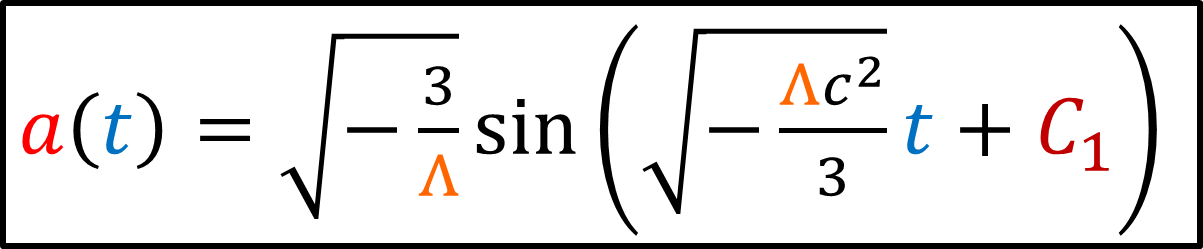 a(t) = √(−3/Λ) sin(√(−Λc²/3) t + C₁)